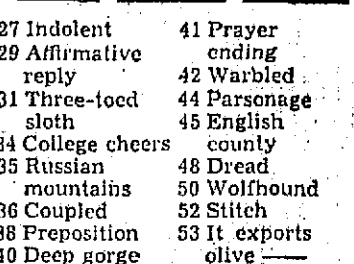 27 Indolent
29 Affirmative
reply
31 Three-toed
sloth
34 College cheers
35 Russian
mountains
36 Coupled
38 Preposition
40 Deep gorge
41 Prayer
ending
42 Warbled
44 Parsonage
45 English
county
48 Dread
50 Wolfhound
52 Stitch
53 It exports
olive —